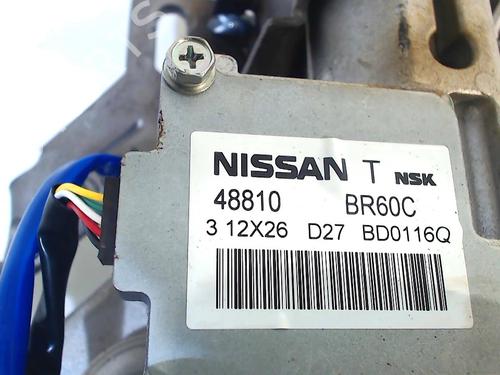 NISSAN T NSK
48810 BR60C
3 12X26 D27 BD0116Q